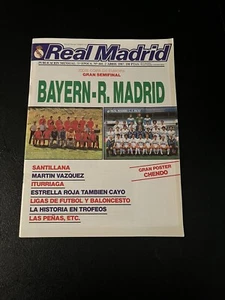 Real Madrid
GRAN SEMIFINAL
BAYERN-R. MADRID
SANTILLANA
MARTIN VAZQUEZ
ITURRIAGA
ESTRELLA ROJA TAMBIEN CAYO
LIGAS DE FUTBOL Y BALONCESTO
LA HISTORIA EN TROFEOS
LAS PEÑAS, ETC.
GRAN POSTER
CHENDO